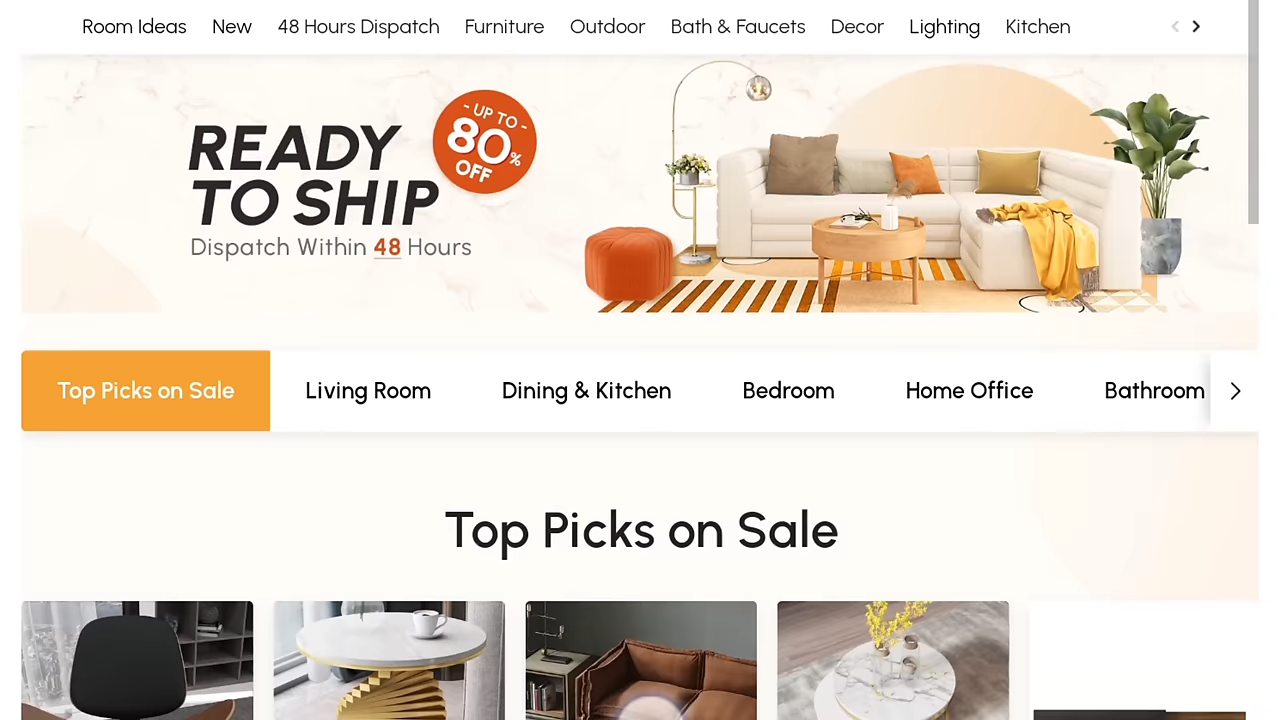 Room Ideas New 48 Hours Dispatch Furniture Outdoor Bath & Faucets Decor Lighting Kitchen
READY
TO SHIP
- UP TO -
80%
OFF
Dispatch Within 48 Hours
Top Picks on Sale Living Room Dining & Kitchen Bedroom Home Office Bathroom
Top Picks on Sale